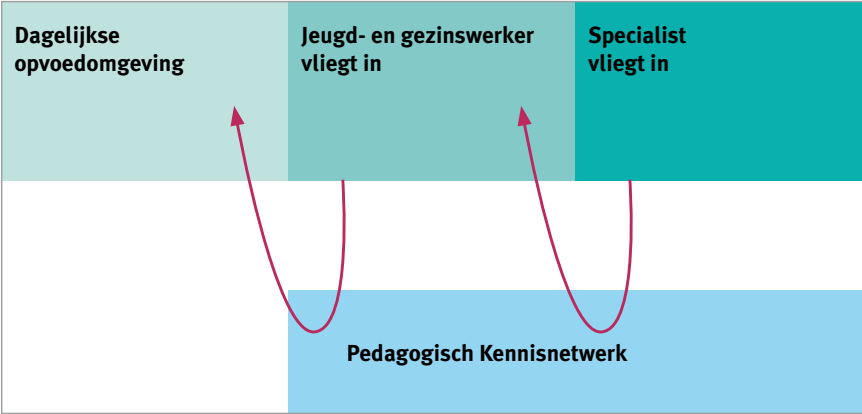 Dagelijkse
opvoedomgeving
Jeugd- en gezinswerker
vliegt in
Specialist
vliegt in
Pedagogisch Kennisnetwerk